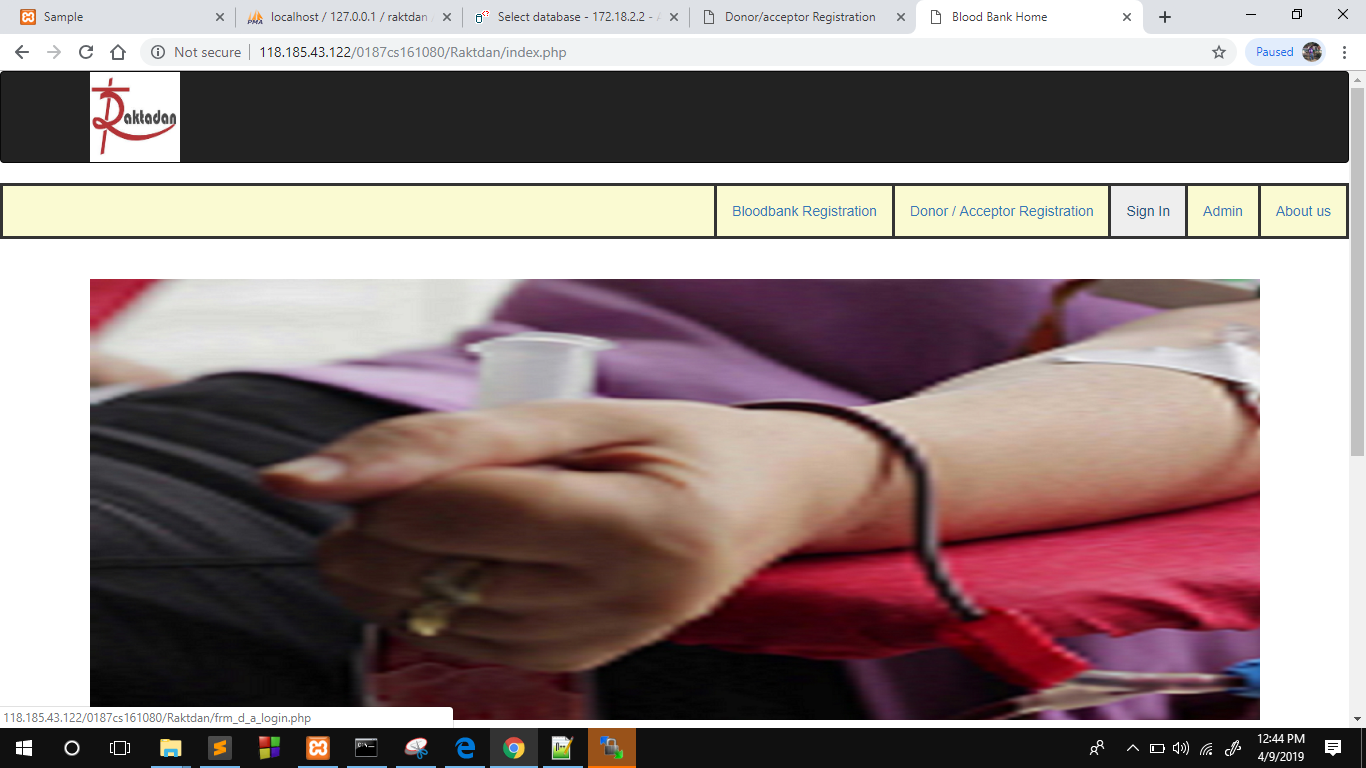 Sample
localhost / 127.0.0.1 / raktdan
Select database - 172.18.2.2 - A
Donor/acceptor Registration
Blood Bank Home
Not secure
118.185.43.122/0187cs161080/Raktdan/index.php
Paused
Raktadan
Bloodbank Registration
Donor / Acceptor Registration
Sign In
Admin
About us
118.185.43.122/0187cs161080/Raktdan/frm_d_a_login.php
12:44 PM
4/9/2019